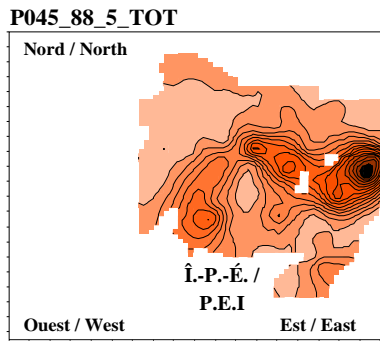 P045_88_5_TOT
Nord / North
Î.-P.-É. /
P.E.I
Ouest / West
Est / East